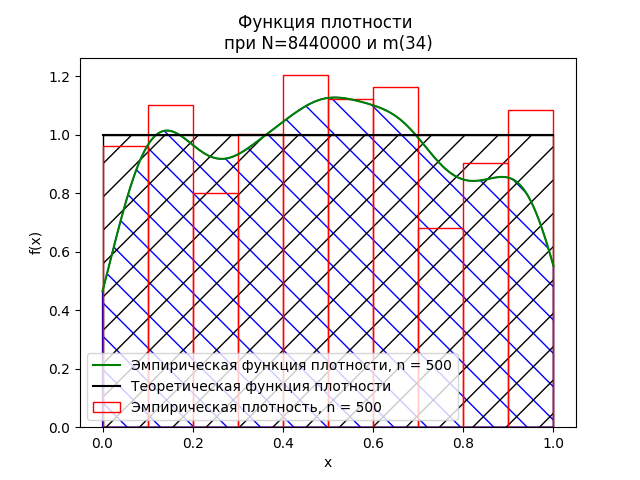 Функция плотности
при N=8440000 и m(34)
1.2
1.0
0.8
0.6
0.4
0.2
0.0
f(x)
Эмпирическая функция плотности, n = 500
Теоретическая функция плотности
Эмпирическая плотность, n = 500
0.0 0.2 0.4 0.6 0.8 1.0
x